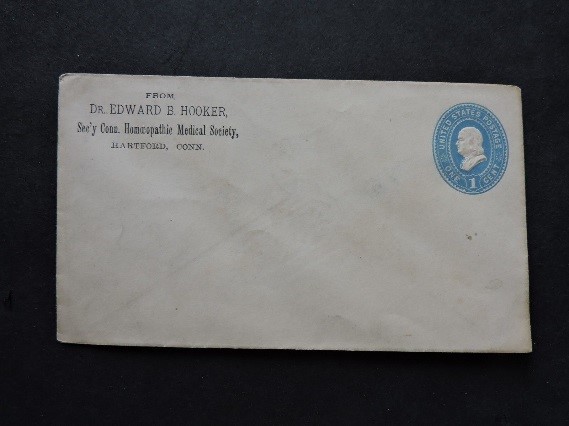 FROM
DR. EDWARD B. HOOKER,
Sec'y Conn. Homœopathic Medical Society,
HARTFORD, CONN.
UNITED STATES POSTAGE
ONE 1 CENT